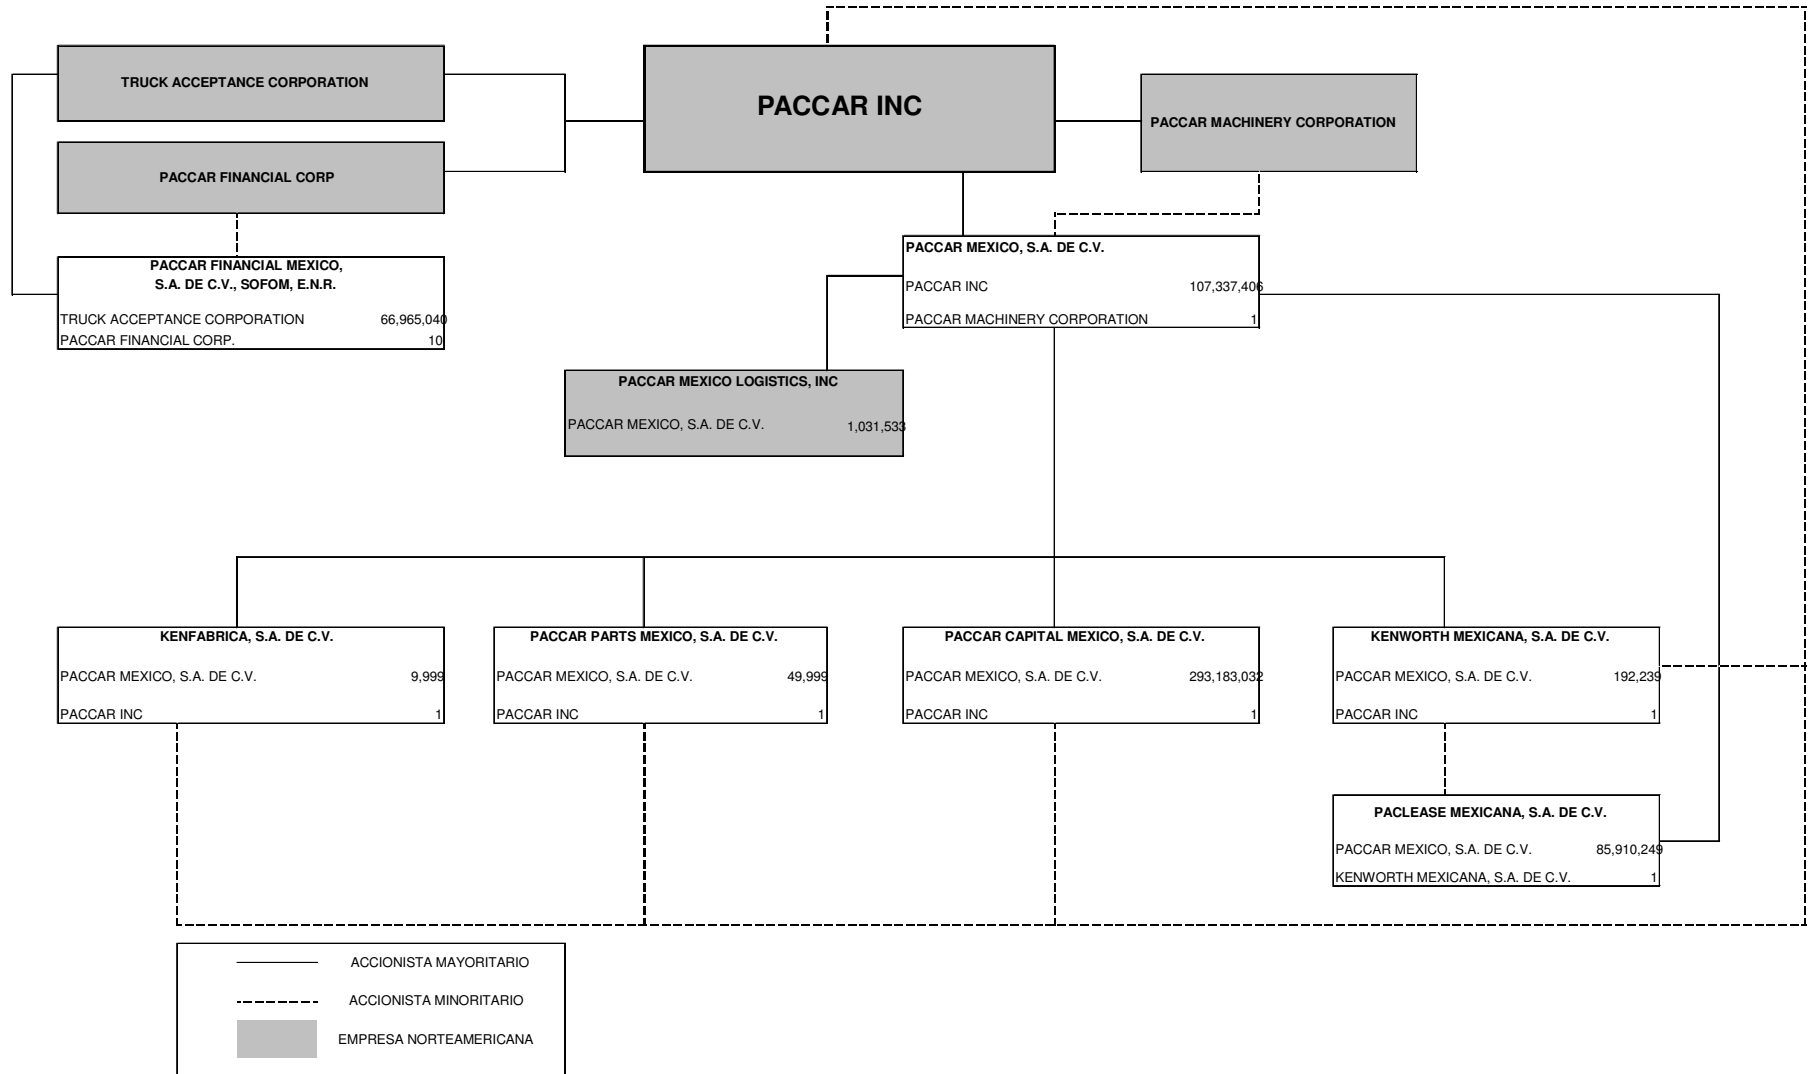 TRUCK ACCEPTANCE CORPORATION
PACCAR INC
PACCAR MACHINERY CORPORATION
PACCAR FINANCIAL CORP
PACCAR FINANCIAL MEXICO,
S.A. DE C.V., SOFOM, E.N.R.
TRUCK ACCEPTANCE CORPORATION 66,965,040
PACCAR FINANCIAL CORP. 10
PACCAR MEXICO, S.A. DE C.V.
PACCAR INC 107,337,406
PACCAR MACHINERY CORPORATION 1
PACCAR MEXICO LOGISTICS, INC
PACCAR MEXICO, S.A. DE C.V. 1,031,533
KENFABRICA, S.A. DE C.V.
PACCAR MEXICO, S.A. DE C.V. 9,999
PACCAR INC 1
PACCAR PARTS MEXICO, S.A. DE C.V.
PACCAR MEXICO, S.A. DE C.V. 49,999
PACCAR INC 1
PACCAR CAPITAL MEXICO, S.A. DE C.V.
PACCAR MEXICO, S.A. DE C.V. 293,183,032
PACCAR INC 1
KENWORTH MEXICANA, S.A. DE C.V.
PACCAR MEXICO, S.A. DE C.V. 192,239
PACCAR INC 1
PACLEASE MEXICANA, S.A. DE C.V.
PACCAR MEXICO, S.A. DE C.V. 85,910,249
KENWORTH MEXICANA, S.A. DE C.V. 1
ACCIONISTA MAYORITARIO
ACCIONISTA MINORITARIO
EMPRESA NORTEAMERICANA